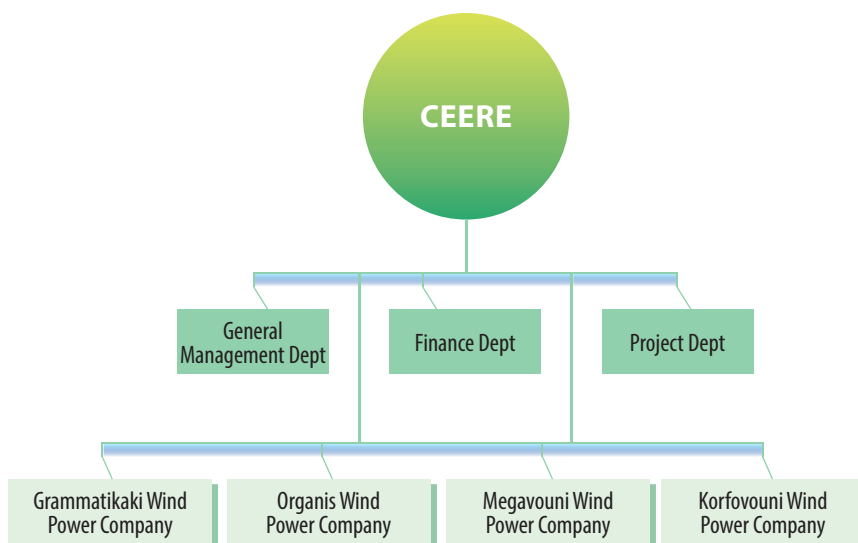 CEERE
General
Management Dept
Finance Dept
Project Dept
Grammatikaki Wind
Power Company
Organis Wind
Power Company
Megavouni Wind
Power Company
Korfovouni Wind
Power Company